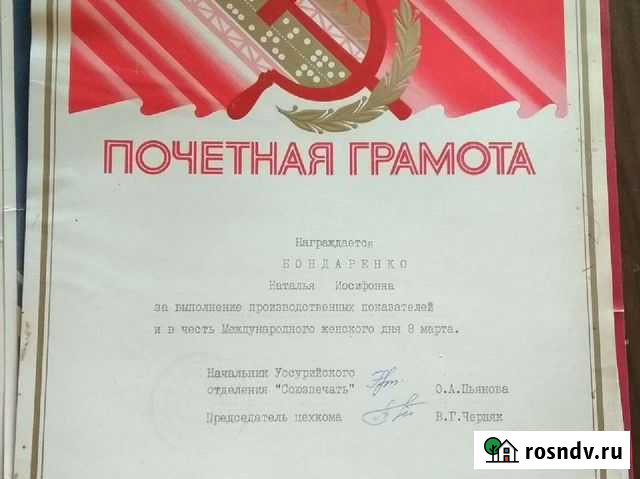 ПОЧЕТНАЯ ГРАМОТА
Награждается
БОНДАРЕНКО
Наталья Иосифовна
за выполнение производственных показателей
и в честь Международного женского дня 8 марта.
Начальник Уссурийского
отделения "Союзпечать" О.А.Пьянова
Председатель цехкома В.Г.Черняк
rosndv.ru